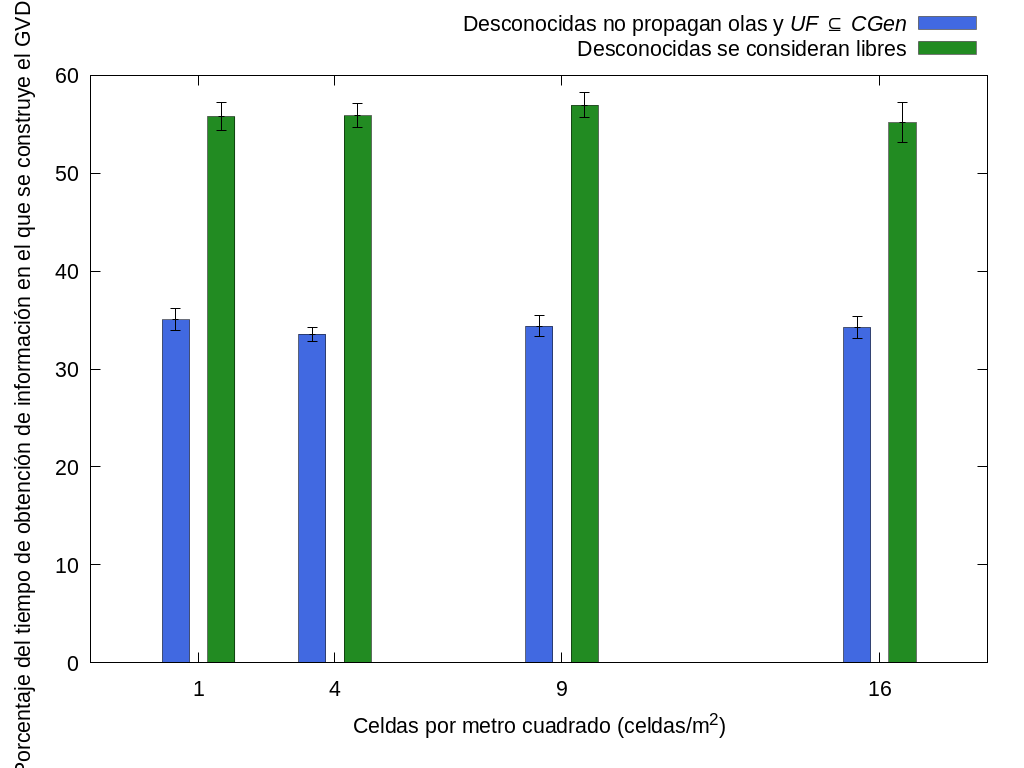 Desconocidas no propagan olas y UF ⊆ CGen
Desconocidas se consideran libres
Porcentaje del tiempo de obtención de información en el que se construye el GVD
60
50
40
30
20
10
0
1 4 9 16
Celdas por metro cuadrado (celdas/m²)